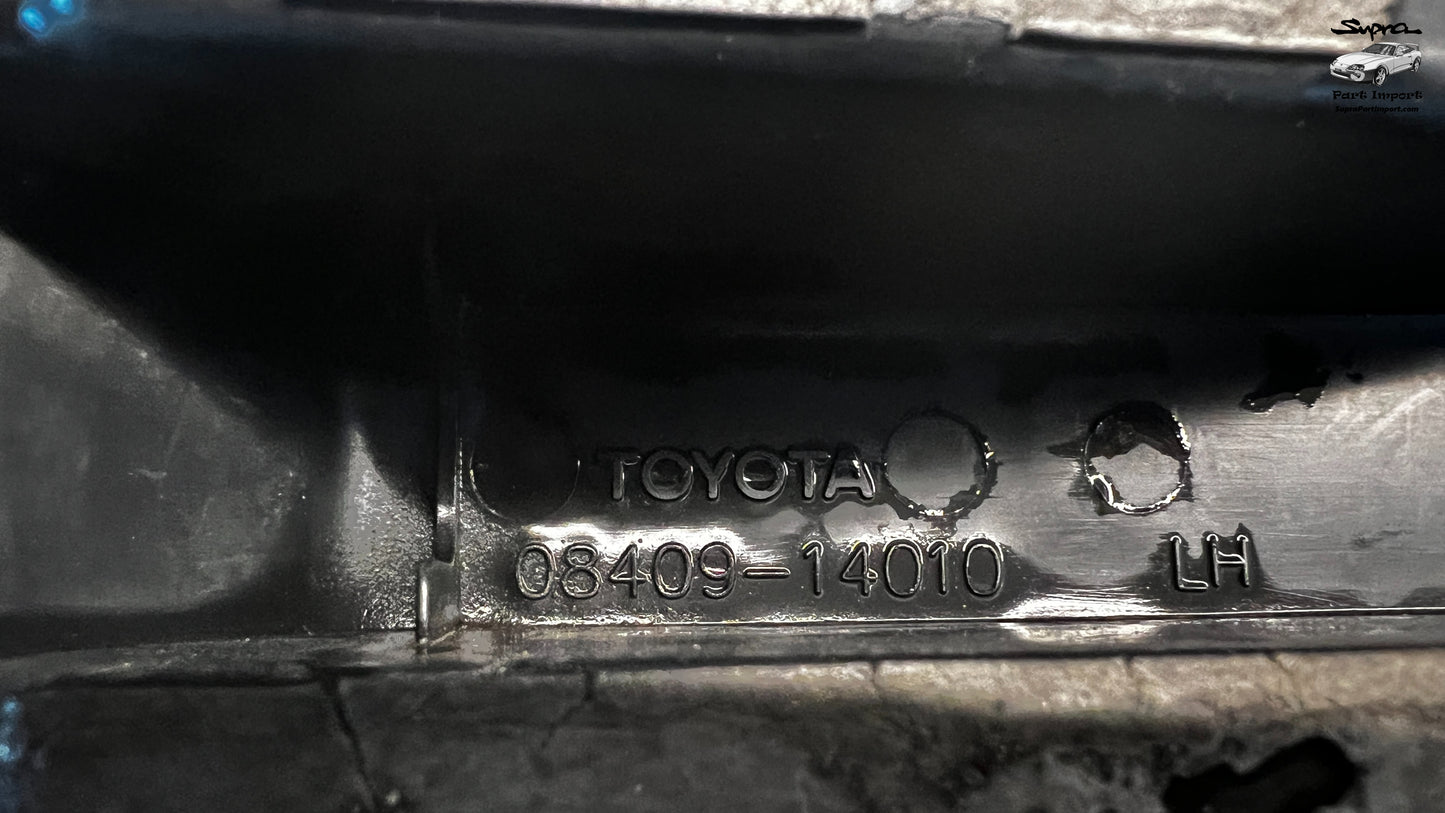 Supra
Part Import
SupraPartImport.com
TOYOTA
08409-14010
LH